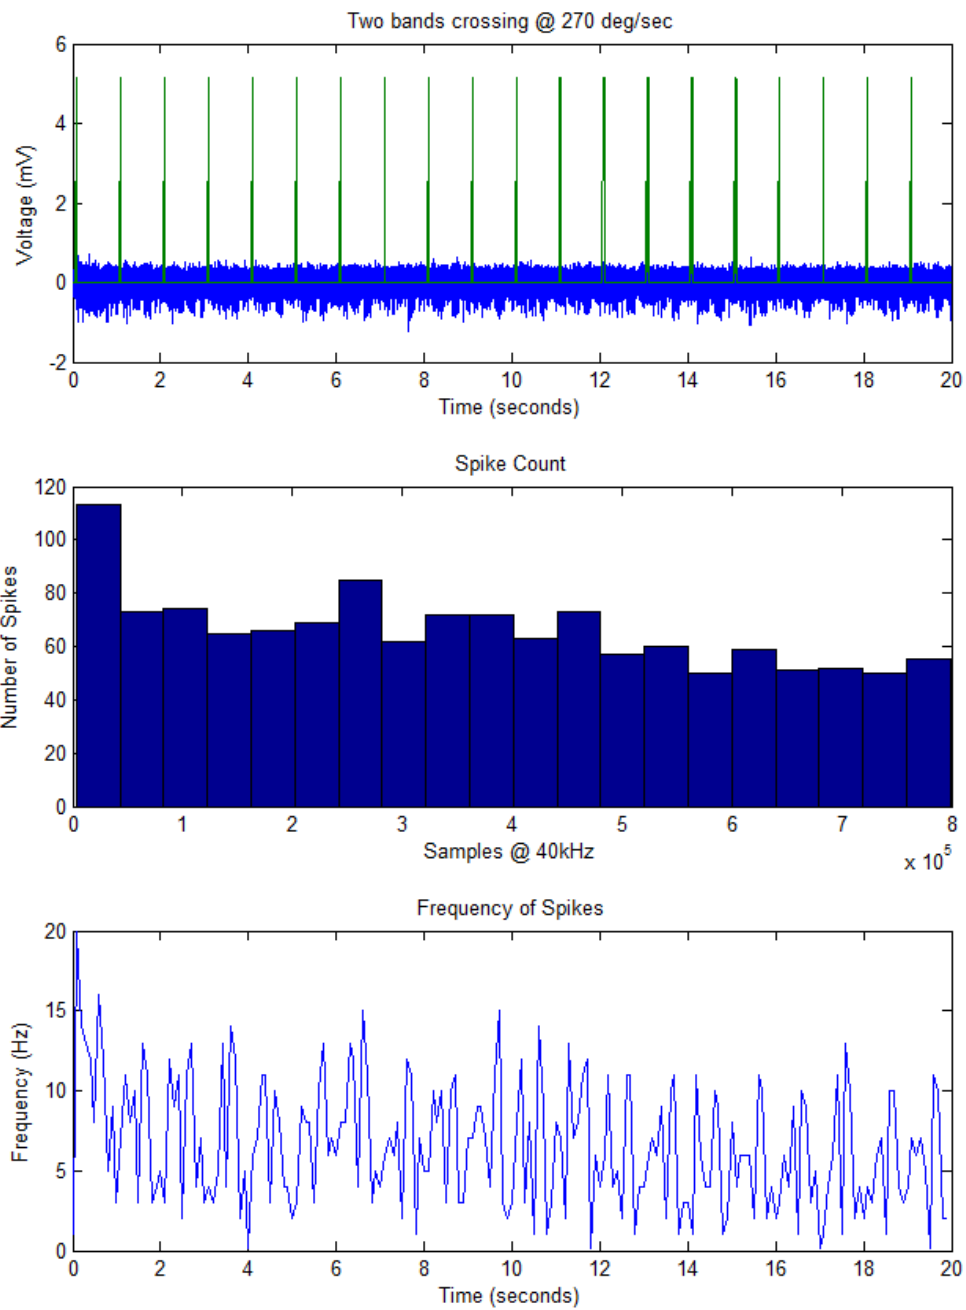 Two bands crossing @ 270 deg/sec
6
4
2
0
-2
Voltage (mV)
0 2 4 6 8 10 12 14 16 18 20
Time (seconds)
Spike Count
120
100
80
60
40
20
0
Number of Spikes
0 1 2 3 4 5 6 7 8
Samples @ 40kHz
x 10^5
Frequency of Spikes
20
15
10
5
0
Frequency (Hz)
0 2 4 6 8 10 12 14 16 18 20
Time (seconds)